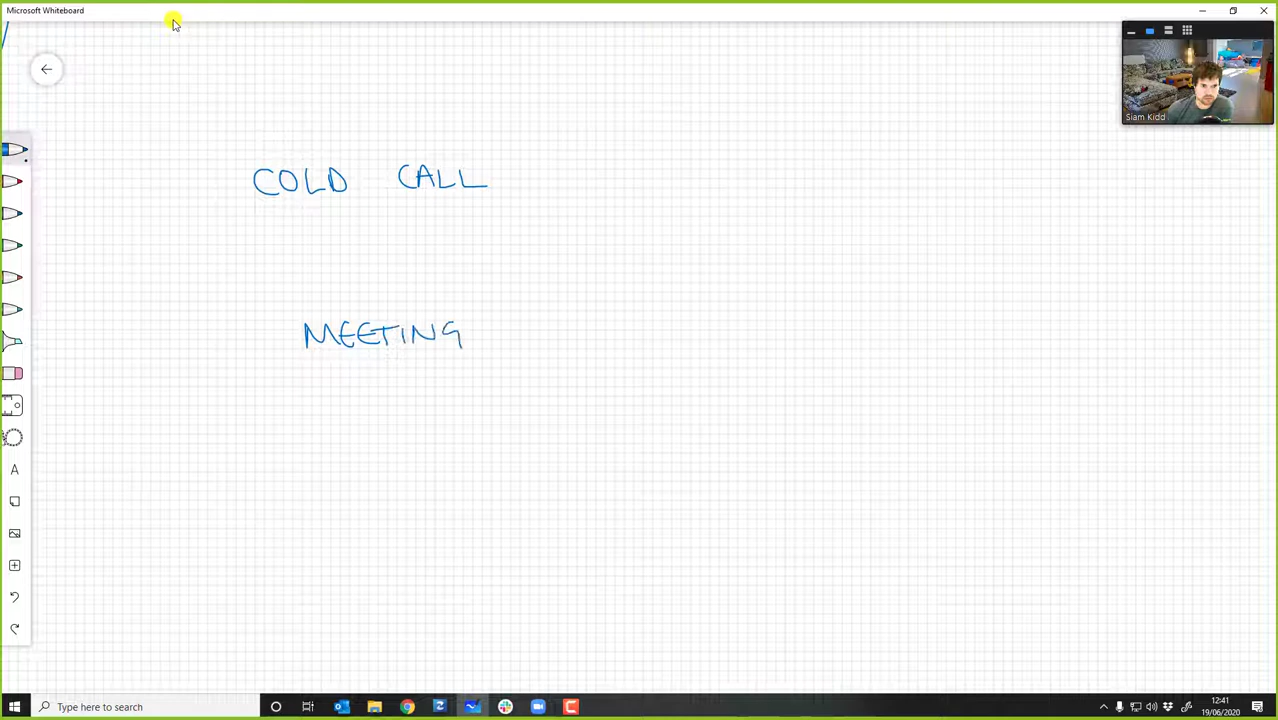 Microsoft Whiteboard
Siam Kidd
COLD CALL
MEETING
A
Type here to search
12:41
19/06/2020